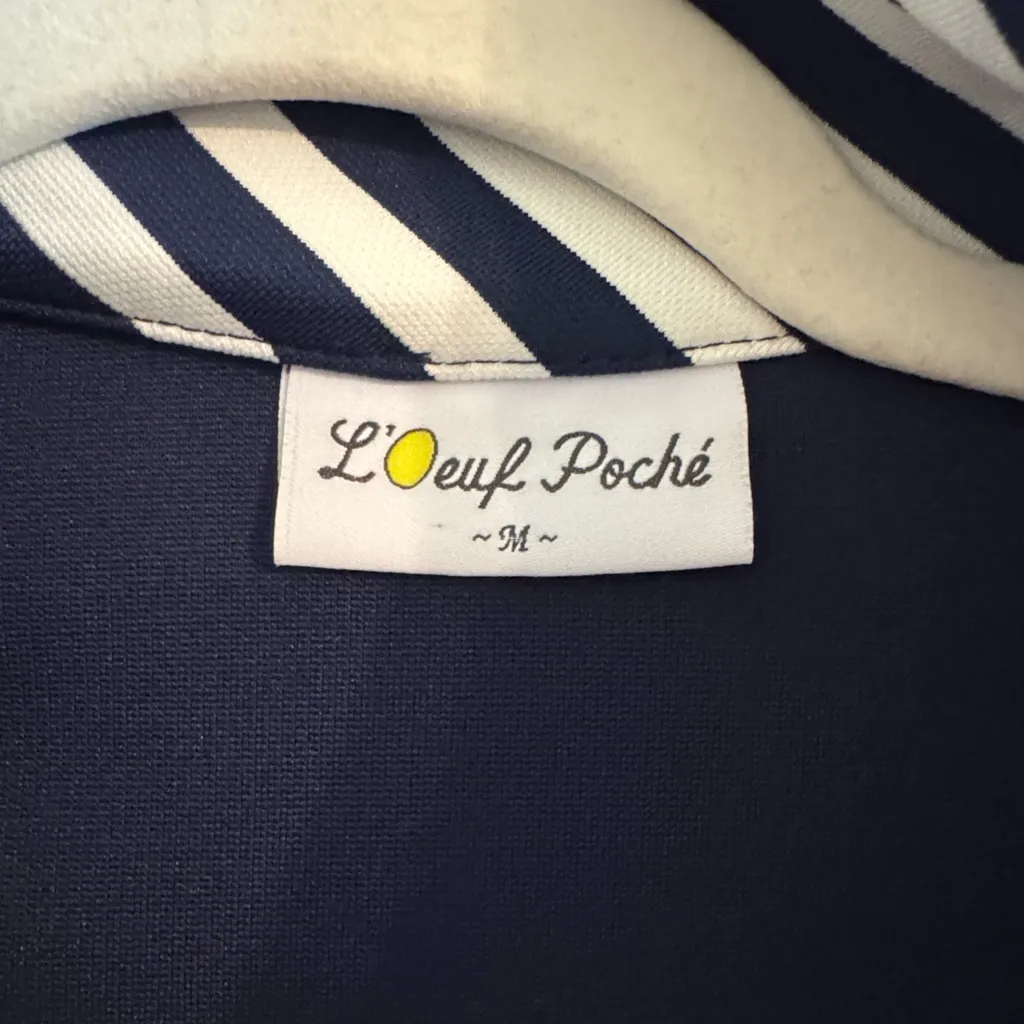 L'Oeuf Poché
~ M ~